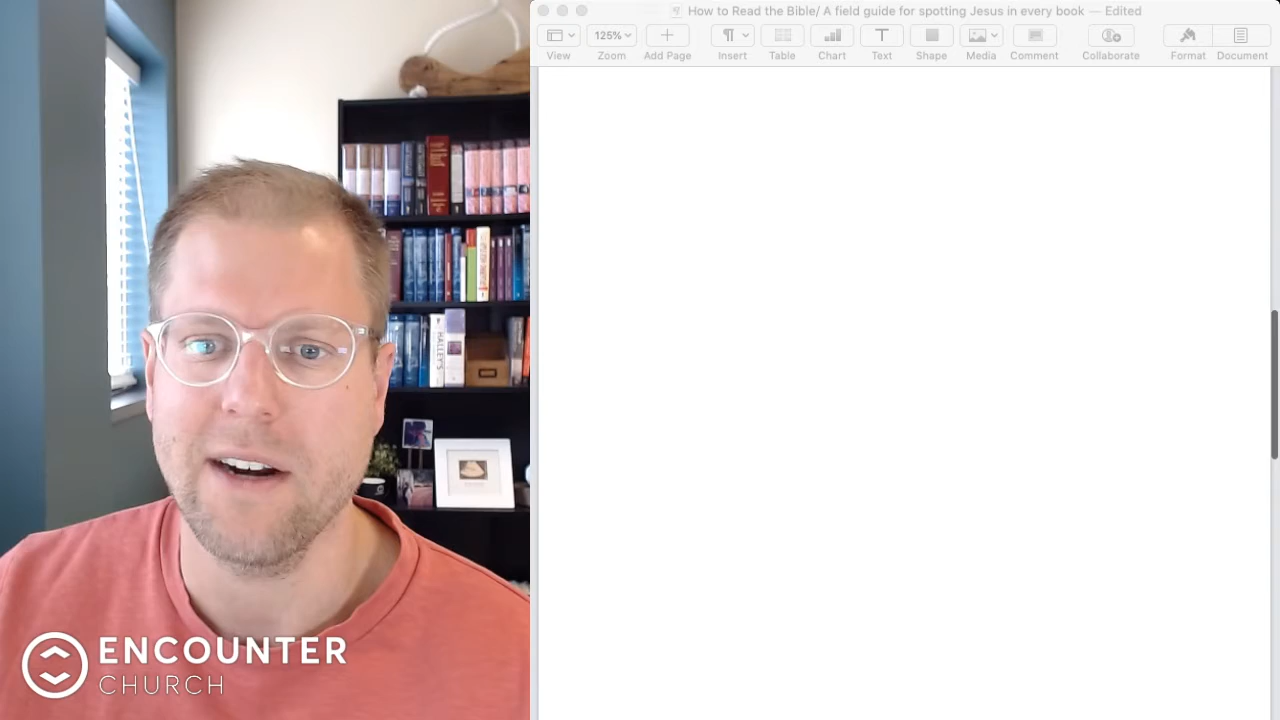 How to Read the Bible/ A field guide for spotting Jesus in every book — Edited
125%
View Zoom Add Page Insert Table Chart Text Shape Media Comment Collaborate Format Document
HALLEY'S
ENCOUNTER
CHURCH